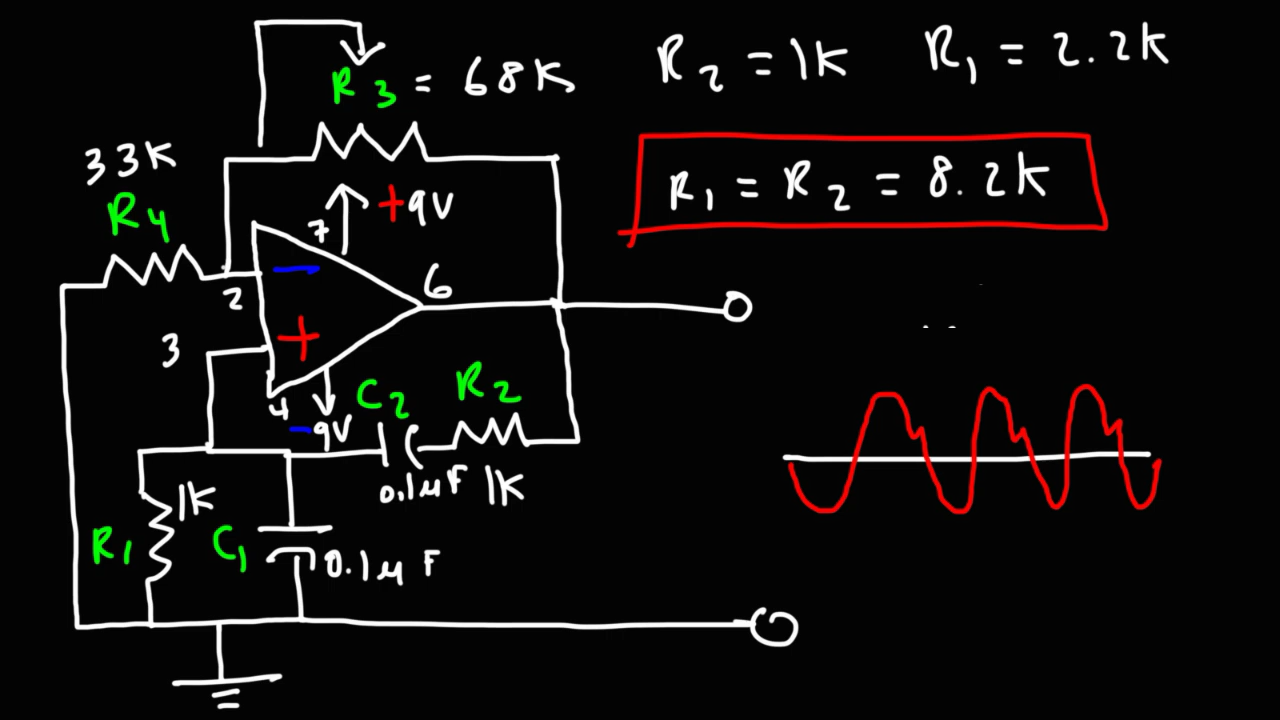 R3 = 68K
R2 = 1K R1 = 2.2K
33K
R4
+9V
R1 = R2 = 8.2K
7
−
2
6
3
+
4
−9V
C2
R2
0.1μF
1K
1K
R1
C1
0.1μF